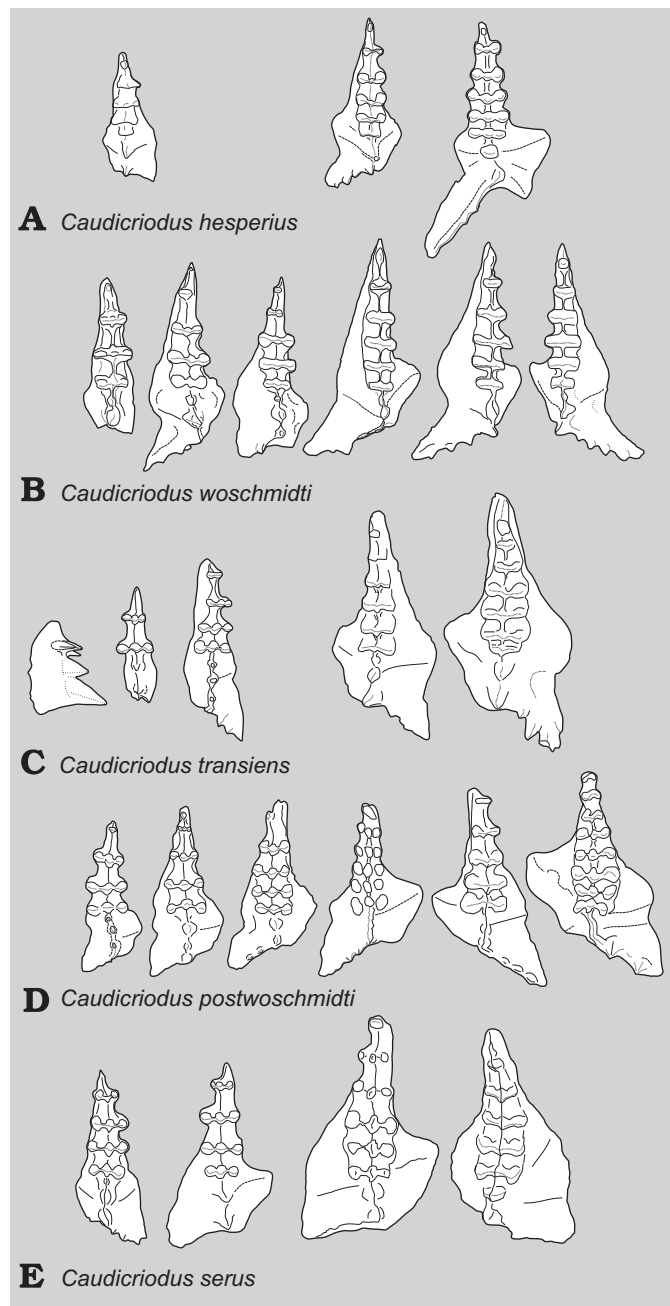 A Caudicriodus hesperius
B Caudicriodus woschmidti
C Caudicriodus transiens
D Caudicriodus postwoschmidti
E Caudicriodus serus